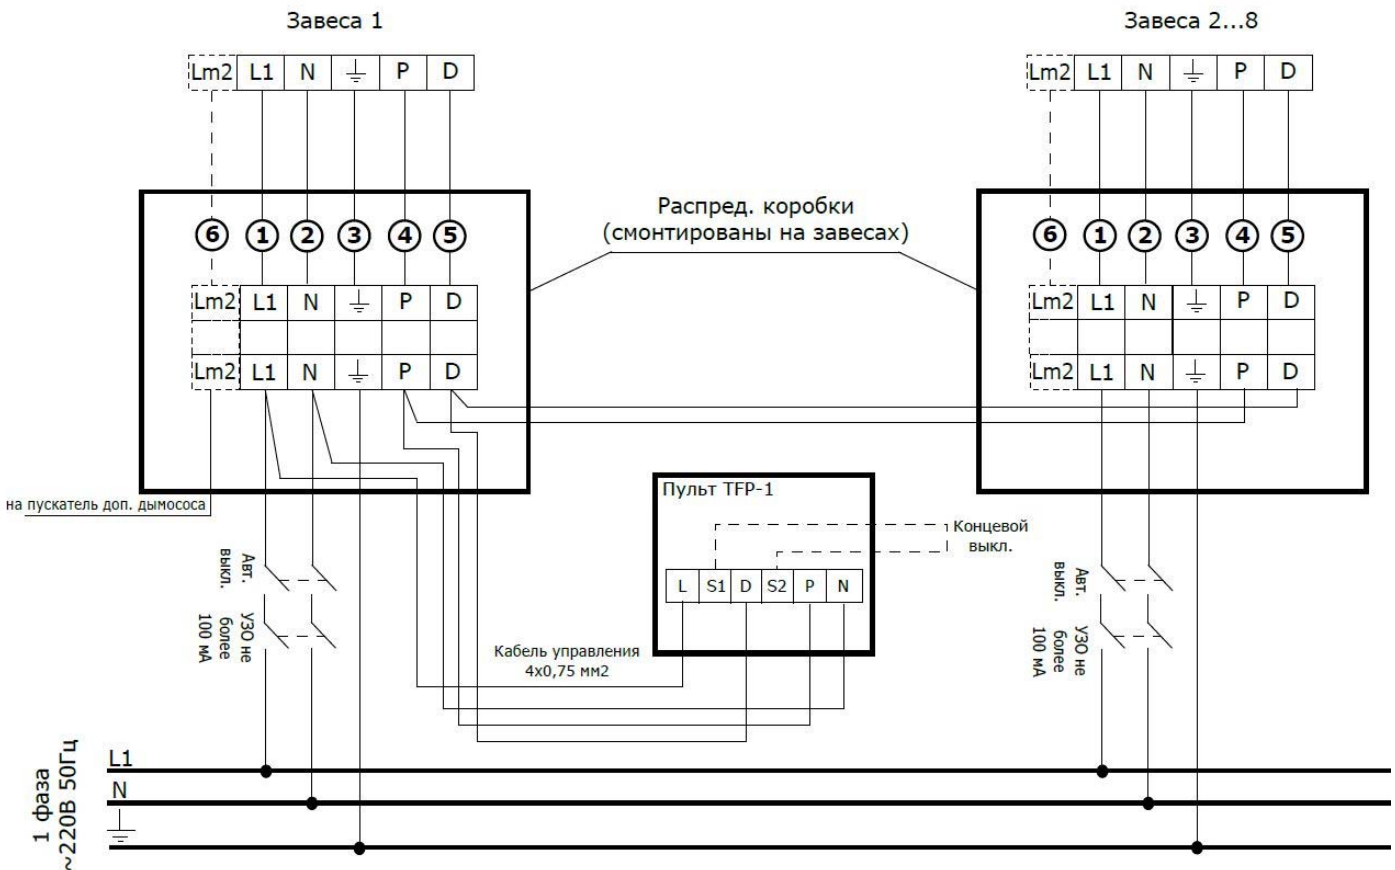 Завеса 1
Завеса 2...8
Lm2 L1 N P D
Lm2 L1 N P D
Распред. коробки
(смонтированы на завесах)
6 1 2 3 4 5
6 1 2 3 4 5
Lm2 L1 N P D
Lm2 L1 N P D
Lm2 L1 N P D
Lm2 L1 N P D
на пускатель доп. дымососа
Пульт TFP-1
Концевой
выкл.
L S1 D S2 P N
Авт.
выкл.
УЗО не
более
100 мА
Авт.
выкл.
УЗО не
более
100 мА
Кабель управления
4х0,75 мм2
1 фаза
~220В 50Гц
L1
N